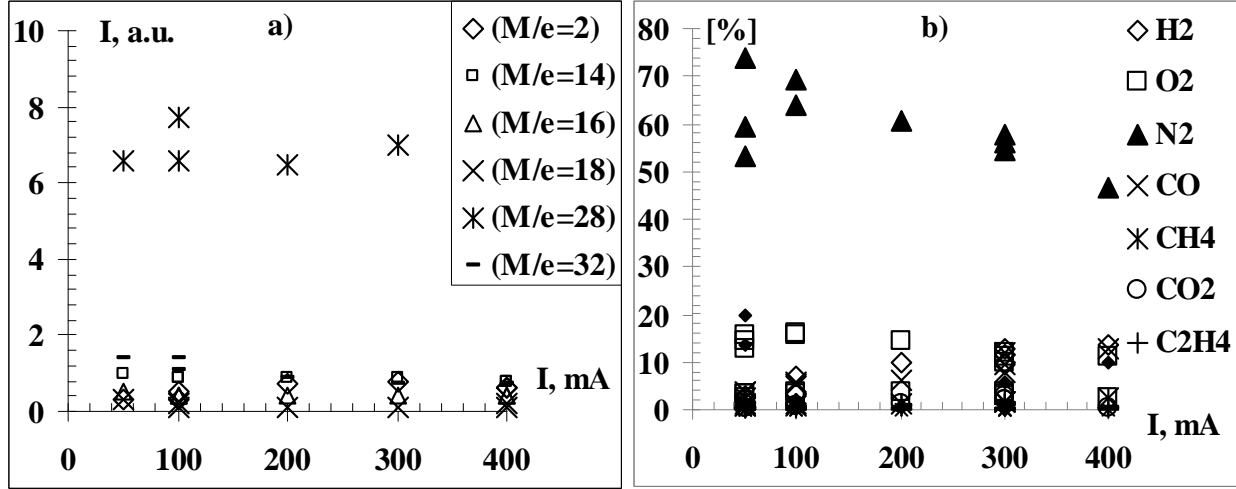 I, a.u.
a)
10
8
6
4
2
0
0
100
200
300
400
I, mA
(M/e=2)
(M/e=14)
(M/e=16)
(M/e=18)
(M/e=28)
(M/e=32)
[%]
b)
80
70
60
50
40
30
20
10
0
0
100
200
300
400
I, mA
H2
O2
N2
CO
CH4
CO2
C2H4